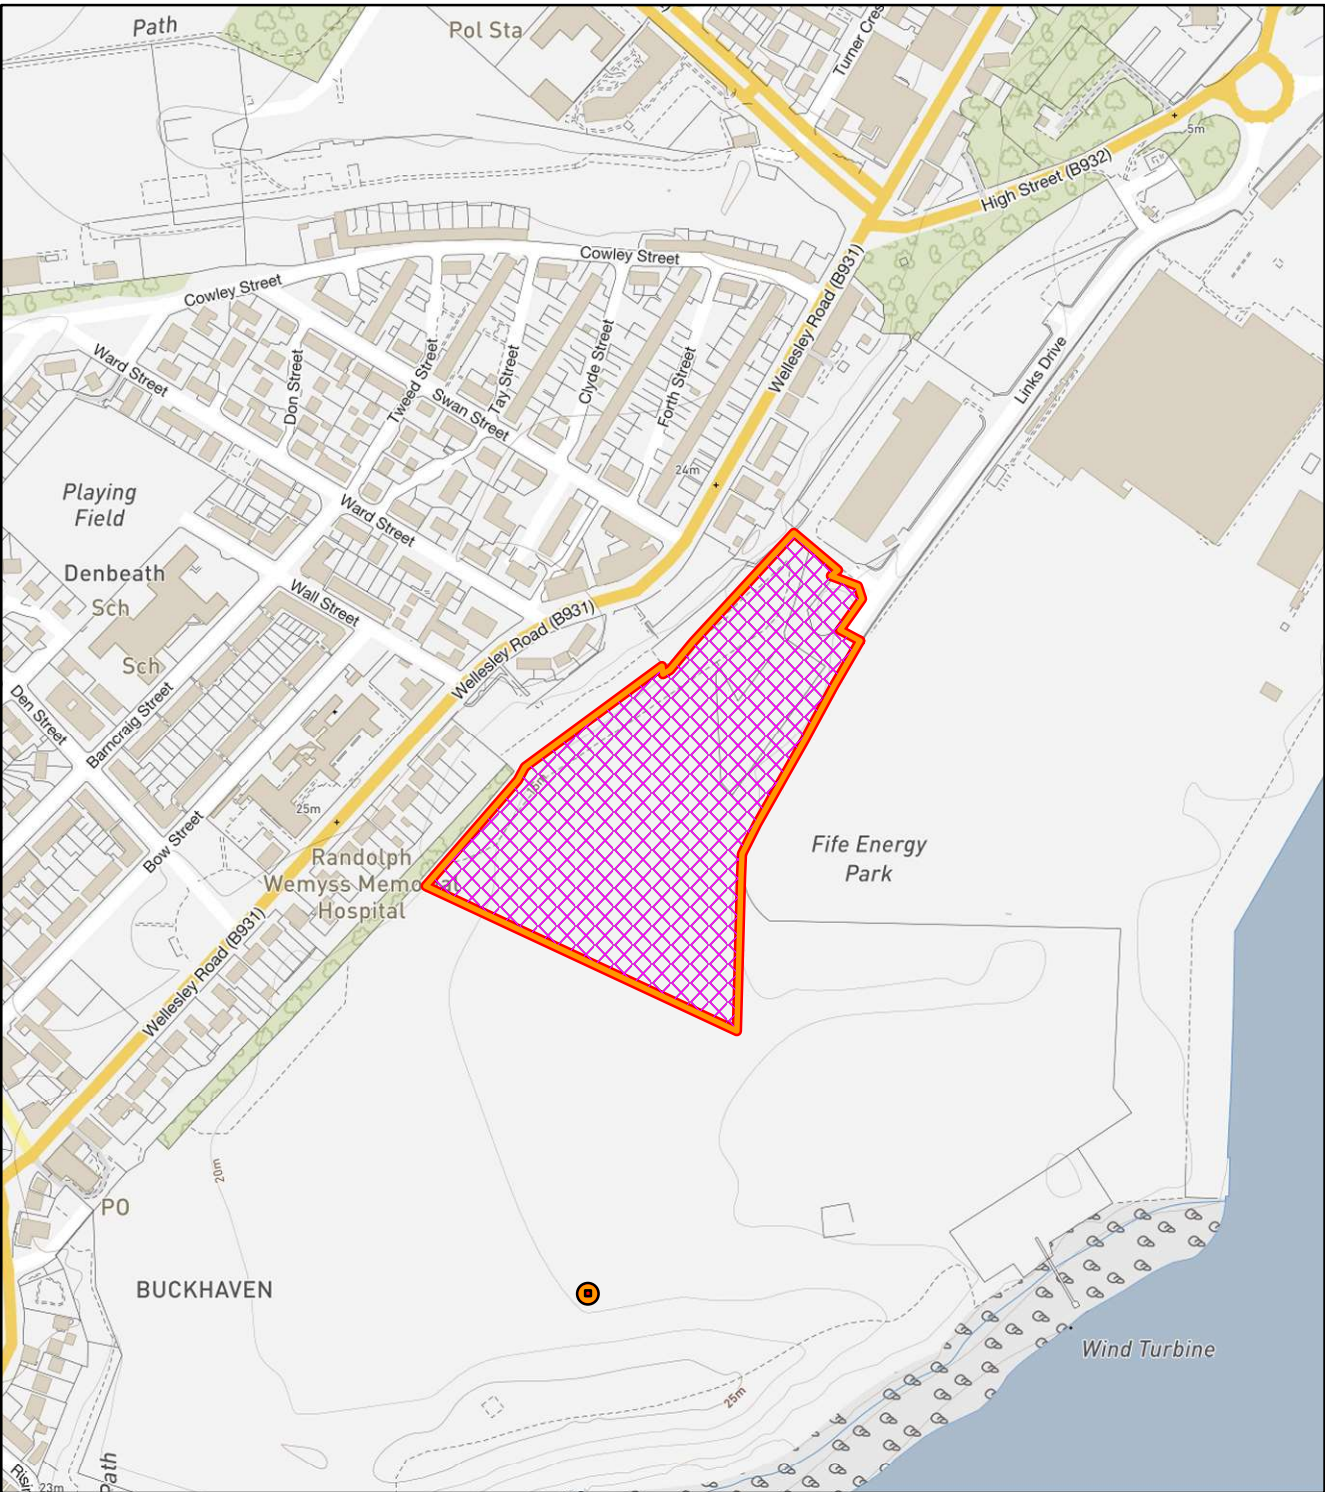 Path
Pol Sta
Turner Cres
5m
High Street (B932)
Cowley Street
Cowley Street
Wellesley Road (B931)
Links Drive
Ward Street
Don Street
Tweed Street
Tay Street
Clyde Street
Forth Street
Swan Street
24m
Playing
Field
Ward Street
Denbeath
Sch
Sch
Wall Street
Wellesley Road (B931)
Den Street
Barncraig Street
15m
25m
Bow Street
Randolph
Wemyss Memorial
Hospital
Fife Energy
Park
Wellesley Road (B931)
20m
PO
BUCKHAVEN
Wind Turbine
25m
Path
Risin
23m